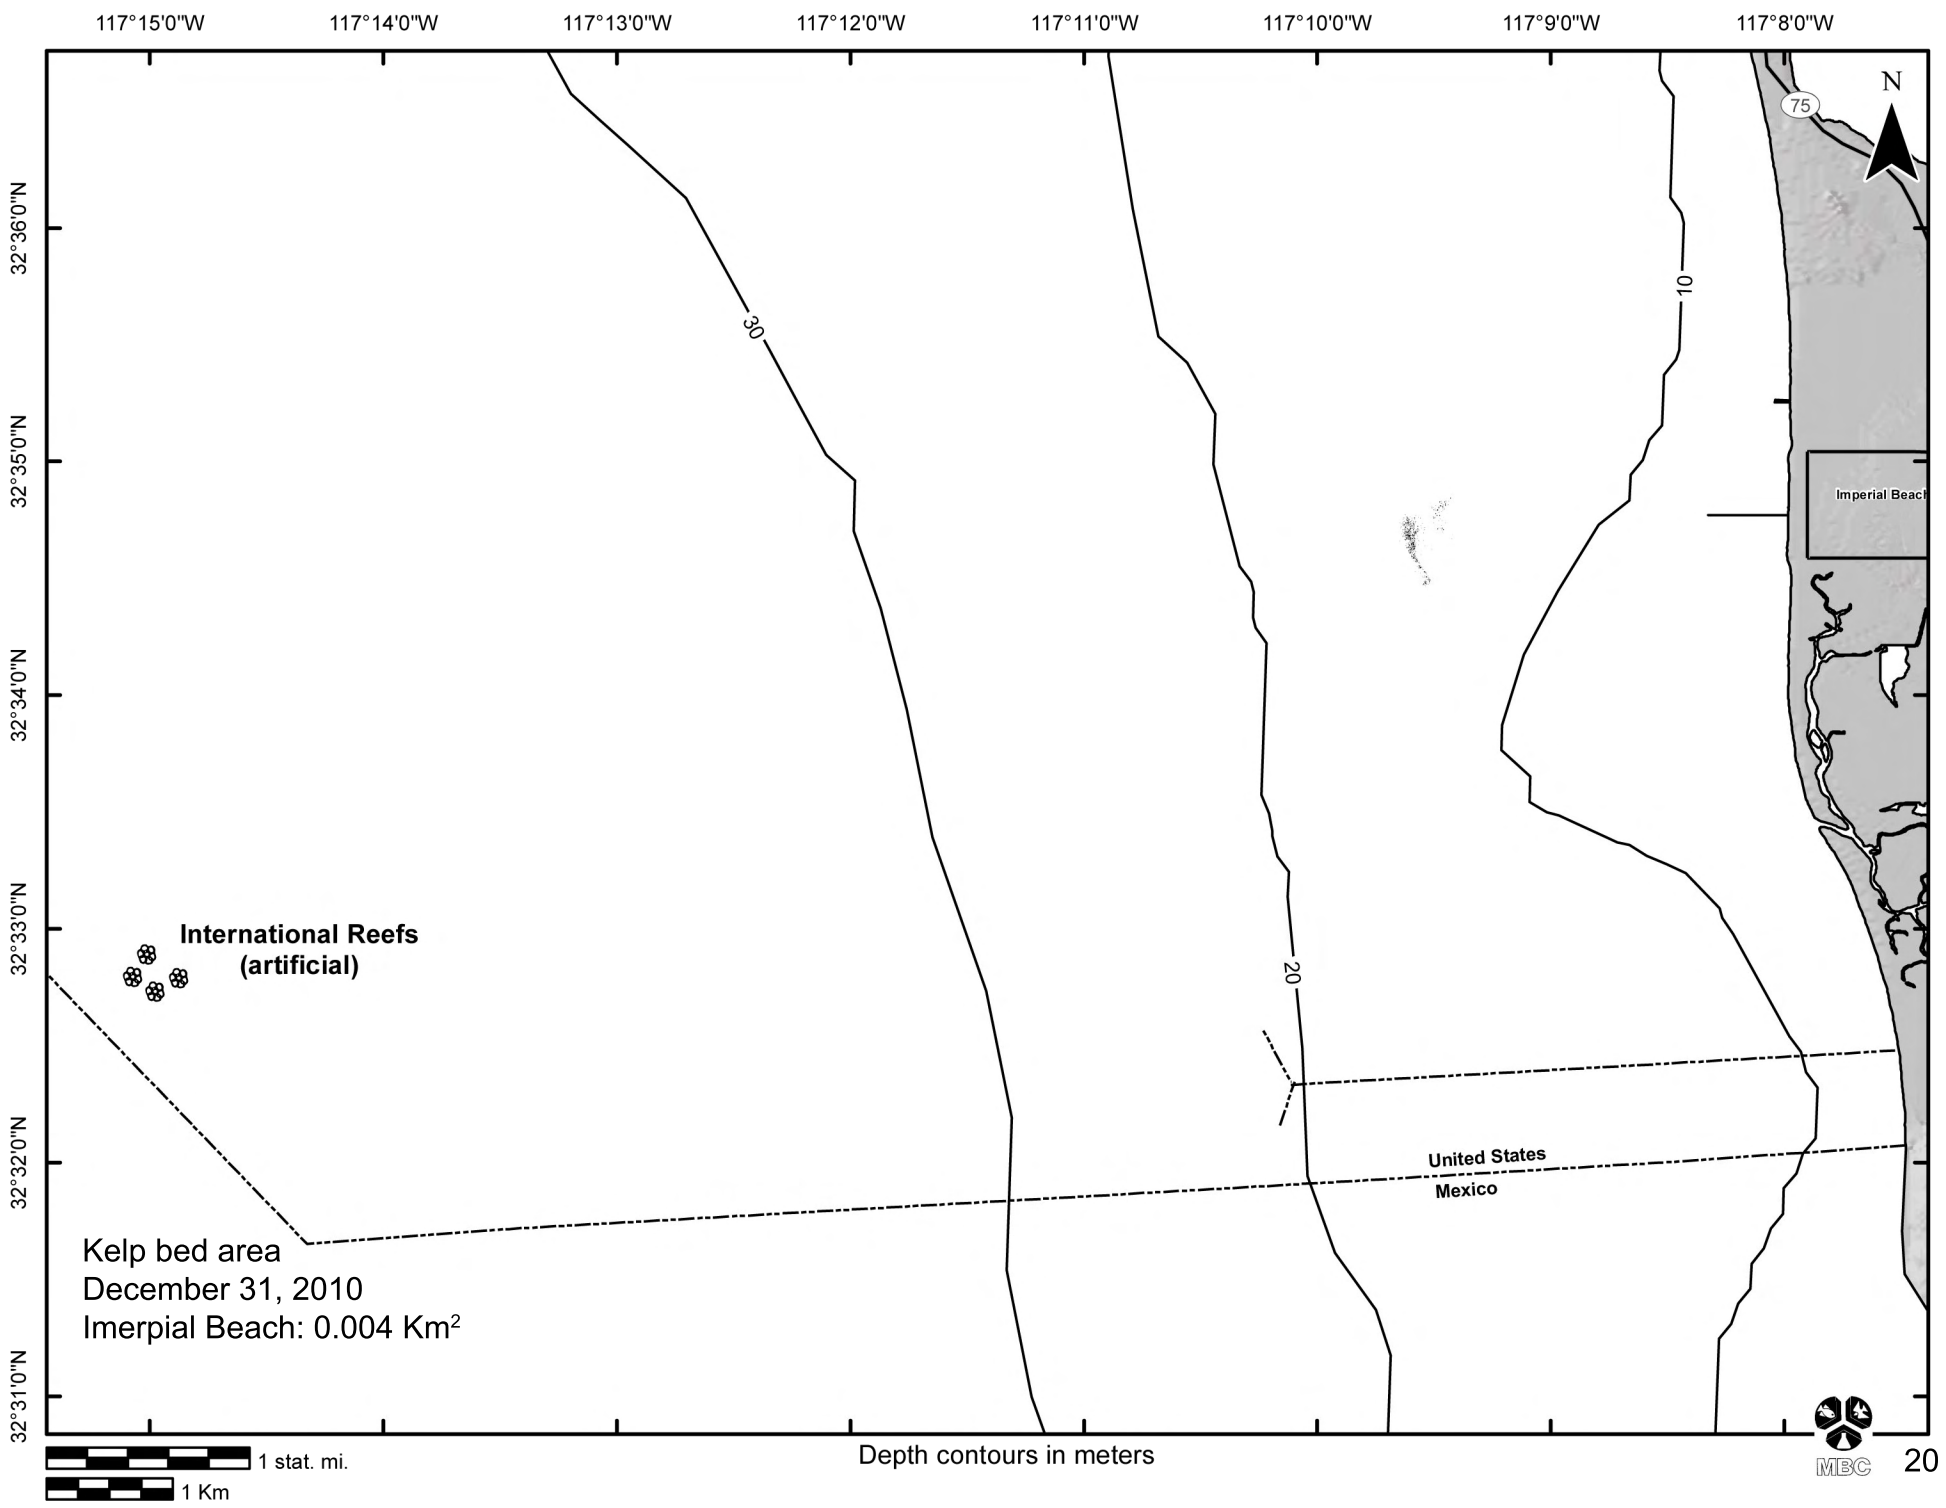 117°15'0"W 117°14'0"W 117°13'0"W 117°12'0"W 117°11'0"W 117°10'0"W 117°9'0"W 117°8'0"W
N
75
32°36'0"N
10
30
32°35'0"N
Imperial Beach
32°34'0"N
32°33'0"N
International Reefs
(artificial)
20
32°32'0"N
United States
Mexico
Kelp bed area
December 31, 2010
Imerpial Beach: 0.004 Km²
32°31'0"N
1 stat. mi.
Depth contours in meters
MBC
20
1 Km